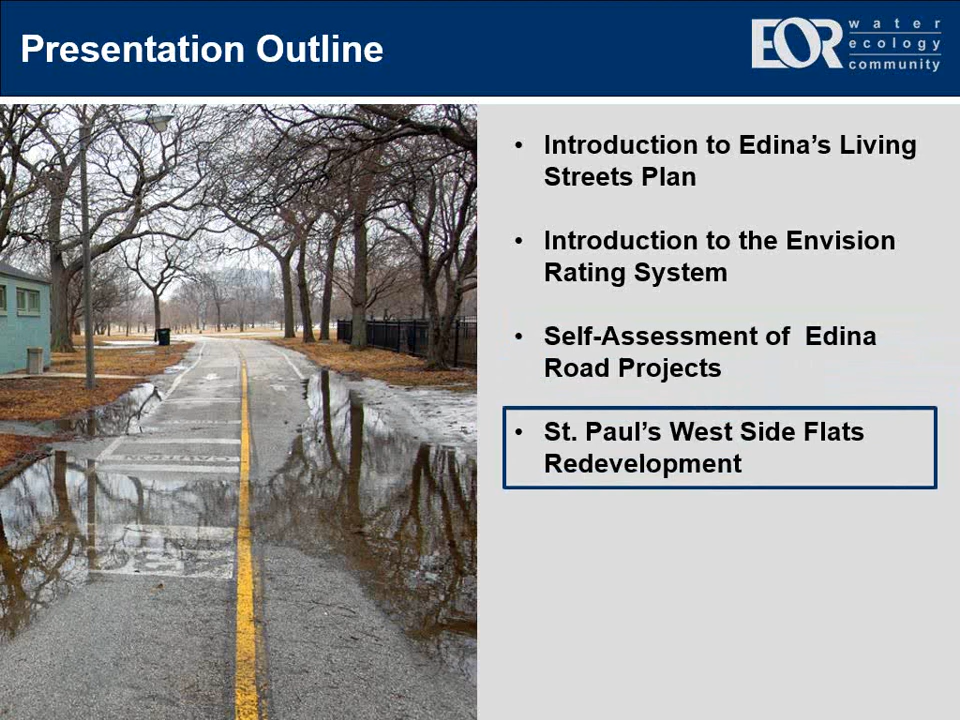 Presentation Outline
EOR water
ecology
community
• Introduction to Edina’s Living
Streets Plan
• Introduction to the Envision
Rating System
• Self-Assessment of  Edina
Road Projects
• St. Paul’s West Side Flats
Redevelopment